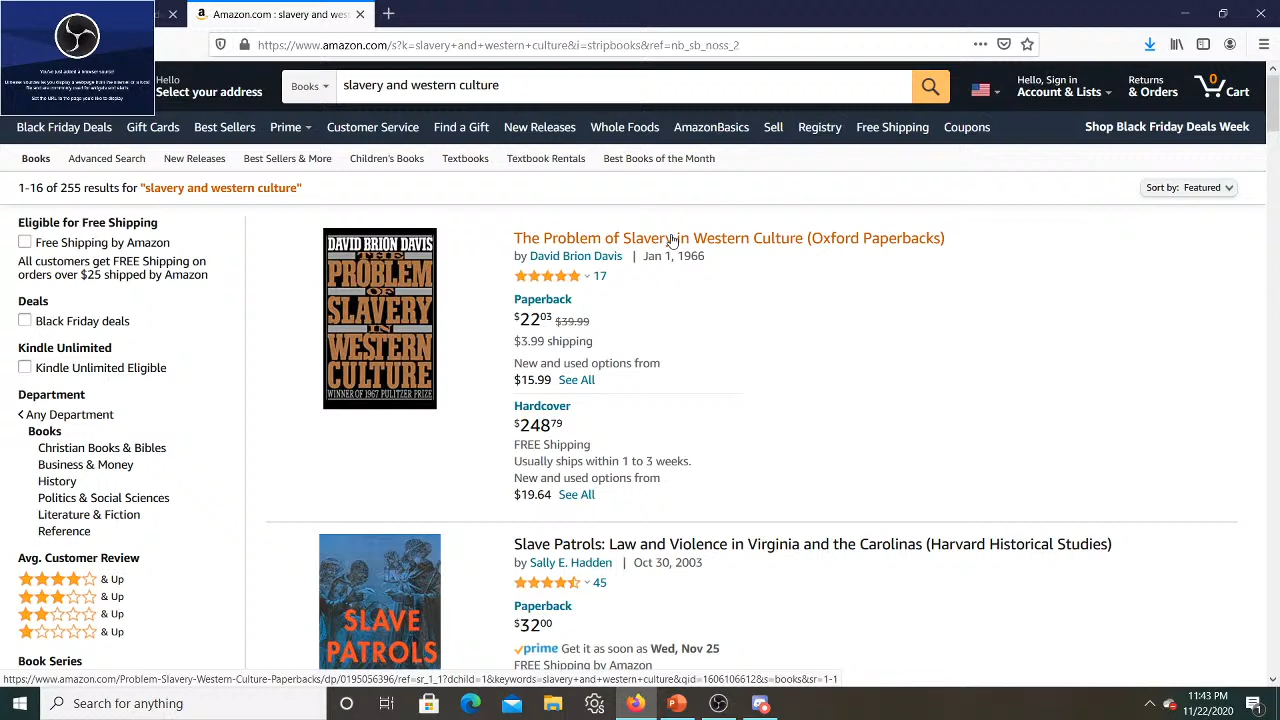 Amazon.com : slavery and wes
You've just added a browser source!
https://www.amazon.com/s?k=slavery+and+western+culture&i=stripbooks&ref=nb_sb_noss_2
Hello
Select your address
Books
slavery and western culture
Hello, Sign in
Account & Lists
Returns
& Orders
0
Cart
Black Friday Deals
Gift Cards
Best Sellers
Prime
Customer Service
Find a Gift
New Releases
Whole Foods
AmazonBasics
Sell
Registry
Free Shipping
Coupons
Shop Black Friday Deals Week
Books
Advanced Search
New Releases
Best Sellers & More
Children's Books
Textbooks
Textbook Rentals
Best Books of the Month
1-16 of 255 results for "slavery and western culture"
Sort by: Featured
Eligible for Free Shipping
Free Shipping by Amazon
All customers get FREE Shipping on
orders over $25 shipped by Amazon
Deals
Black Friday deals
Kindle Unlimited
Kindle Unlimited Eligible
Department
Any Department
Books
Christian Books & Bibles
Business & Money
History
Politics & Social Sciences
Literature & Fiction
Reference
Avg. Customer Review
& Up
& Up
& Up
& Up
Book Series
DAVID BRION DAVIS
THE
PROBLEM
OF
SLAVERY
IN
WESTERN
CULTURE
WINNER OF 1967 PULITZER PRIZE
The Problem of Slavery in Western Culture (Oxford Paperbacks)
by David Brion Davis | Jan 1, 1966
17
Paperback
$22.03 $39.99
$3.99 shipping
New and used options from
$15.99 See All
Hardcover
$248.79
FREE Shipping
Usually ships within 1 to 3 weeks.
New and used options from
$19.64 See All
SLAVE
PATROLS
Slave Patrols: Law and Violence in Virginia and the Carolinas (Harvard Historical Studies)
by Sally E. Hadden | Oct 30, 2003
45
Paperback
$32.00
prime Get it as soon as Wed, Nov 25
FREE Shipping by Amazon
https://www.amazon.com/Problem-Slavery-Western-Culture-Paperbacks/dp/0195056396/ref=sr_1_1?dchild=1&keywords=slavery+and+western+culture&qid=1606106612&s=books&sr=1-1
Type here to search
11:43 PM
11/22/2020